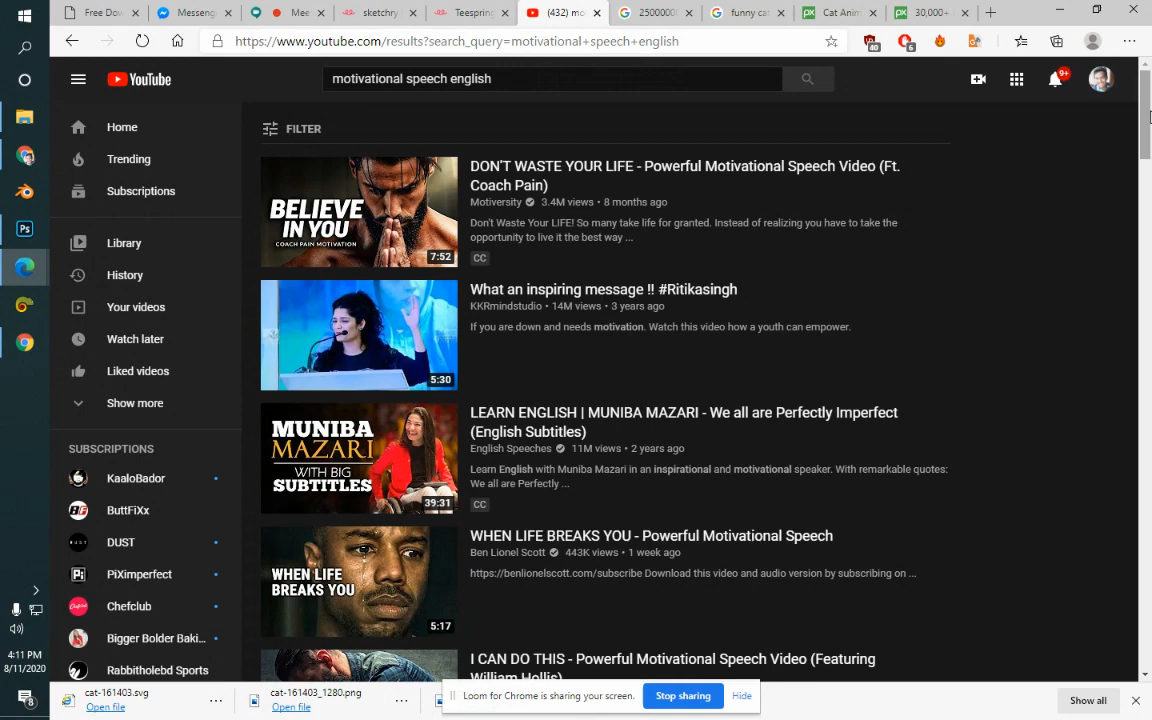 Free Dow
Messeng
Mee
sketchry
Teespring
(432) mo
25000000
funny cat
Cat Anim
30,000+
https://www.youtube.com/results?search_query=motivational+speech+english
40
6
YouTube
motivational speech english
9+
Home
Trending
Subscriptions
Library
History
Your videos
Watch later
Liked videos
Show more
SUBSCRIPTIONS
KaaloBador
ButtFiXx
DUST
PiXimperfect
Chefclub
Bigger Bolder Baki...
Rabbitholebd Sports
FILTER
BELIEVE
IN YOU
COACH PAIN MOTIVATION
7:52
DON'T WASTE YOUR LIFE - Powerful Motivational Speech Video (Ft.
Coach Pain)
Motiversity 3.4M views • 8 months ago
Don't Waste Your LIFE! So many take life for granted. Instead of realizing you have to take the
opportunity to live it the best way ...
CC
5:30
What an inspiring message !! #Ritikasingh
KKRmindstudio • 14M views • 3 years ago
If you are down and needs motivation. Watch this video how a youth can empower.
MUNIBA
MAZARI
WITH BIG
SUBTITLES
39:31
LEARN ENGLISH | MUNIBA MAZARI - We all are Perfectly Imperfect
(English Subtitles)
English Speeches 11M views • 2 years ago
Learn English with Muniba Mazari in an inspirational and motivational speaker. With remarkable quotes:
We all are Perfectly ...
CC
WHEN LIFE
BREAKS YOU
5:17
WHEN LIFE BREAKS YOU - Powerful Motivational Speech
Ben Lionel Scott 443K views • 1 week ago
https://benlionelscott.com/subscribe Download this video and audio version by subscribing on ...
I CAN DO THIS - Powerful Motivational Speech Video (Featuring
William Hollis)
Ps
4:11 PM
8/11/2020
8
cat-161403.svg
Open file
cat-161403_1280.png
Open file
Loom for Chrome is sharing your screen.
Stop sharing
Hide
Show all